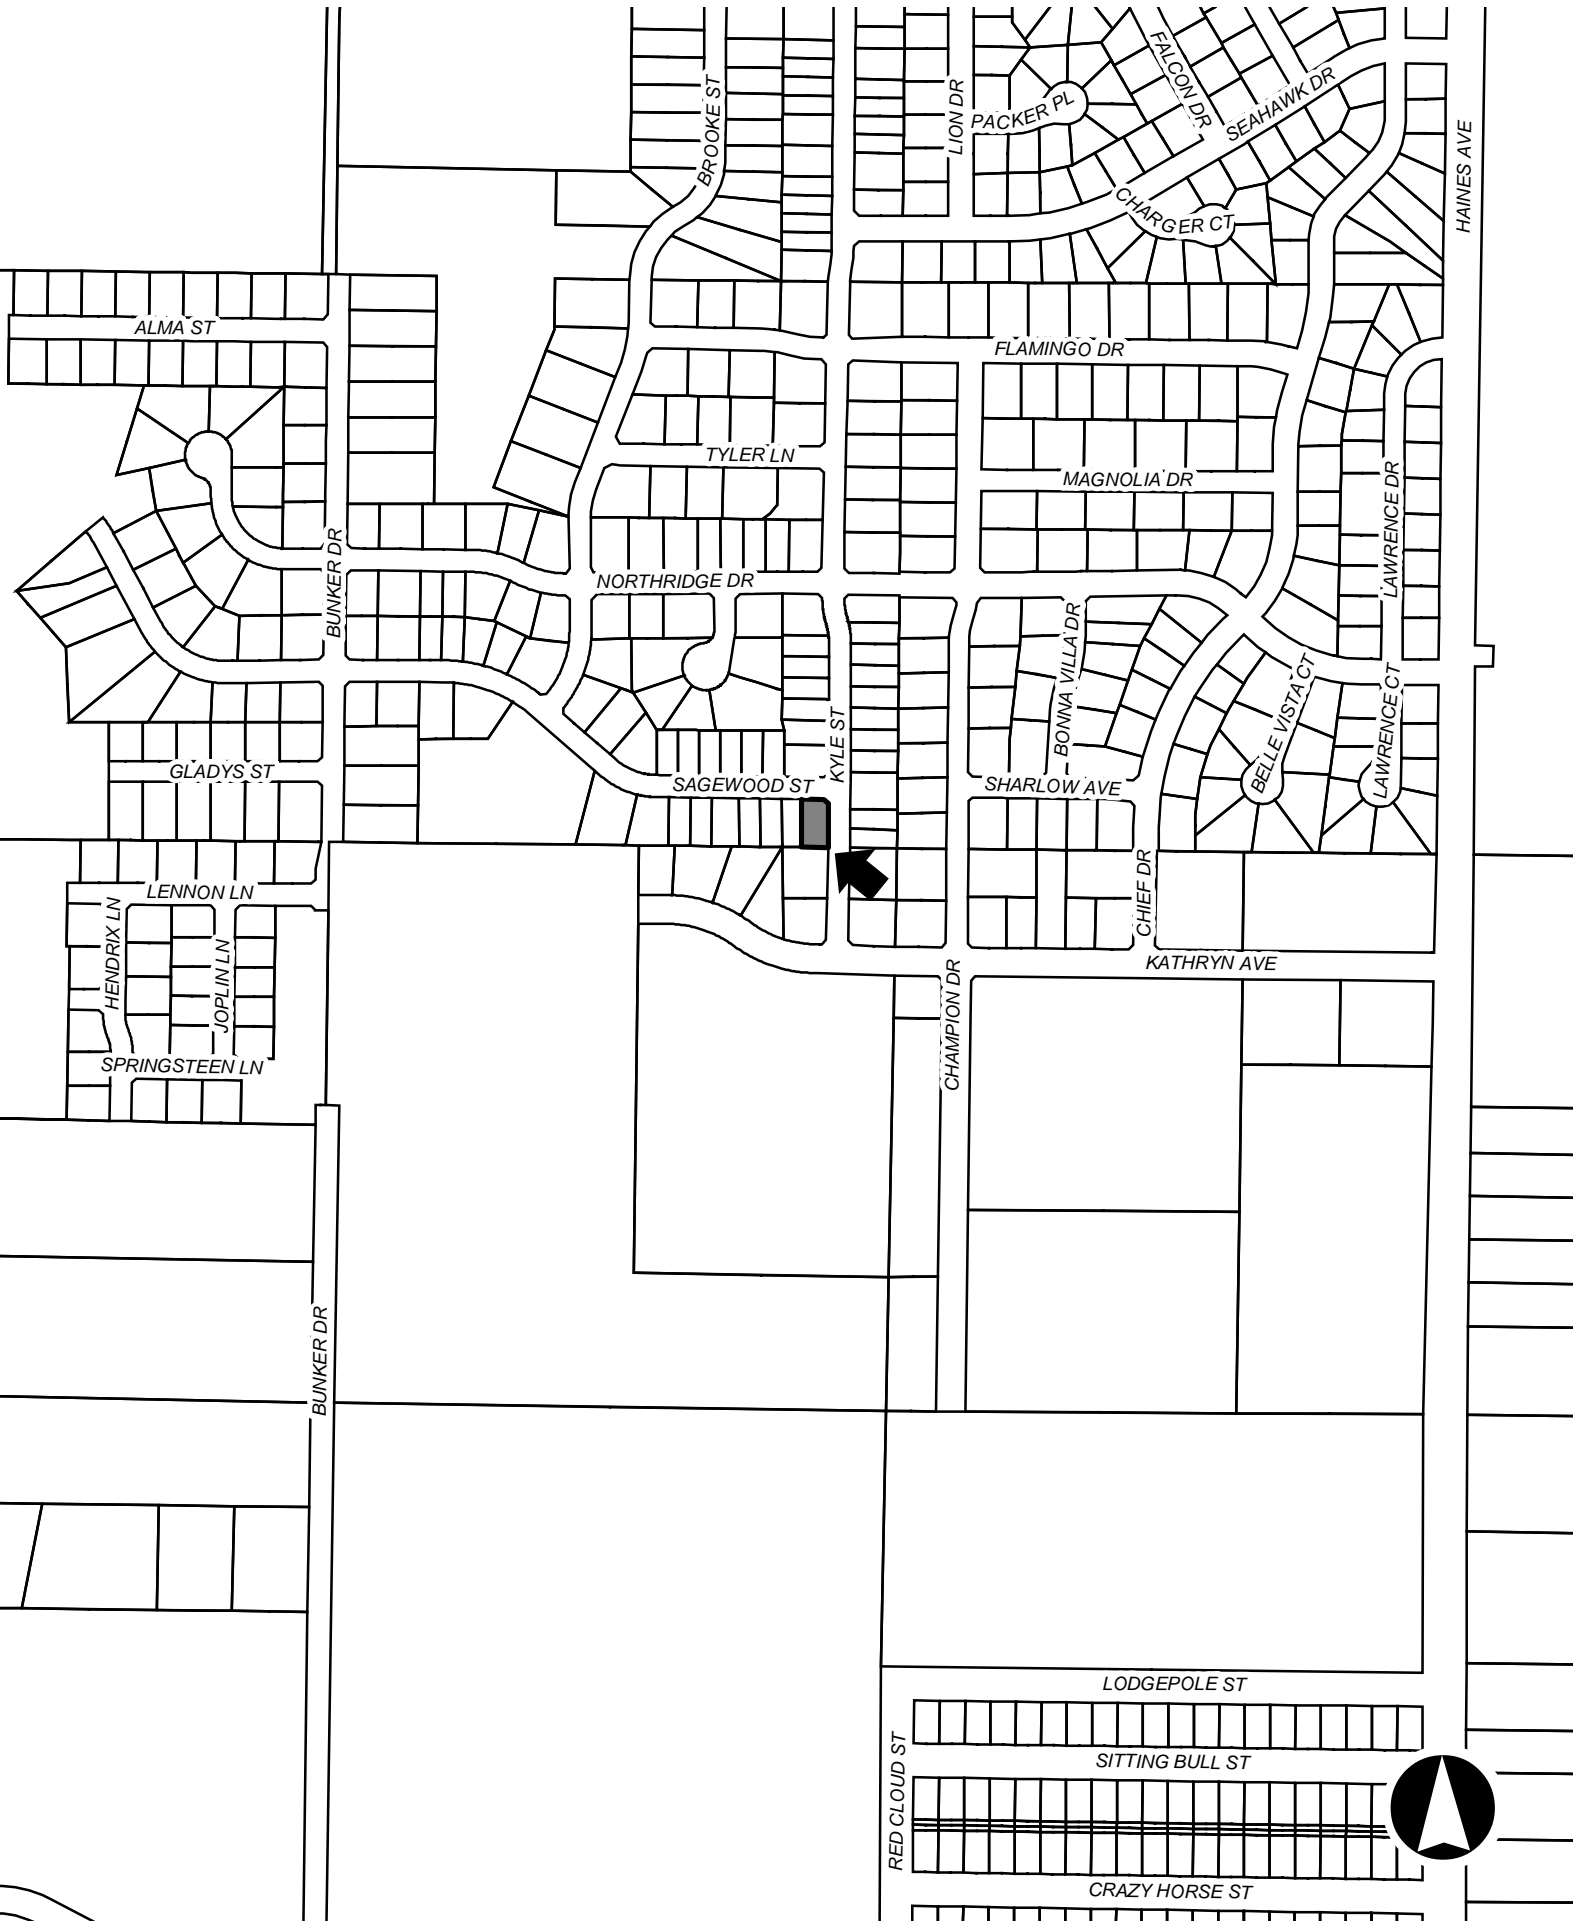 FALCON DR
BROOKE ST
LION DR
PACKER PL
SEAHAWK DR
HAINES AVE
CHARGER CT
ALMA ST
FLAMINGO DR
TYLER LN
MAGNOLIA DR
LAWRENCE DR
BUNKER DR
NORTHRIDGE DR
BONNA VILLA DR
BELLE VISTA CT
LAWRENCE CT
KYLE ST
GLADYS ST
SAGEWOOD ST
SHARLOW AVE
CHIEF DR
LENNON LN
HENDRIX LN
JOPLIN LN
KATHRYN AVE
CHAMPION DR
SPRINGSTEEN LN
BUNKER DR
LODGEPOLE ST
RED CLOUD ST
SITTING BULL ST
CRAZY HORSE ST